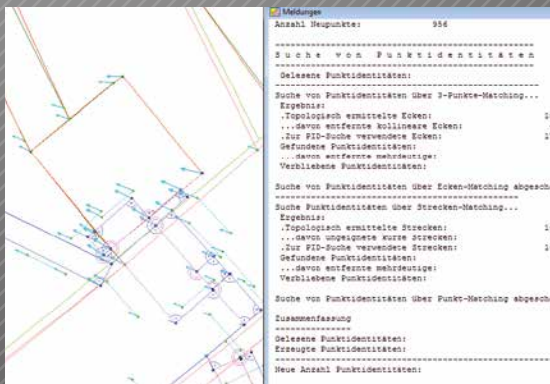 Meldungen
Anzahl Neupunkte: 956
Suche von Punktidentitäten
Gelesene Punktidentitäten:
Suche von Punktidentitäten über 3-Punkte-Matching...
Ergebnis:
.Topologisch ermittelte Ecken:
...davon entfernte kollineare Ecken:
.Zur PID-Suche verwendete Ecken:
Gefundene Punktidentitäten:
...davon entfernte mehrdeutige:
Verbliebene Punktidentitäten:
Suche von Punktidentitäten über Ecken-Matching abgesch
Suche Punktidentitäten über Strecken-Matching...
Ergebnis:
.Topologisch ermittelte Strecken:
...davon ungeignete kurze Strecken:
.Zur PID-Suche verwendete Strecken:
Gefundene Punktidentitäten:
...davon entfernte mehrdeutige:
Verbliebene Punktidentitäten:
Suche von Punktidentitäten über Punkt-Matching abgesch
Zusammenfassung
Gelesene Punktidentitäten:
Erzeugte Punktidentitäten:
Neue Anzahl Punktidentitäten: